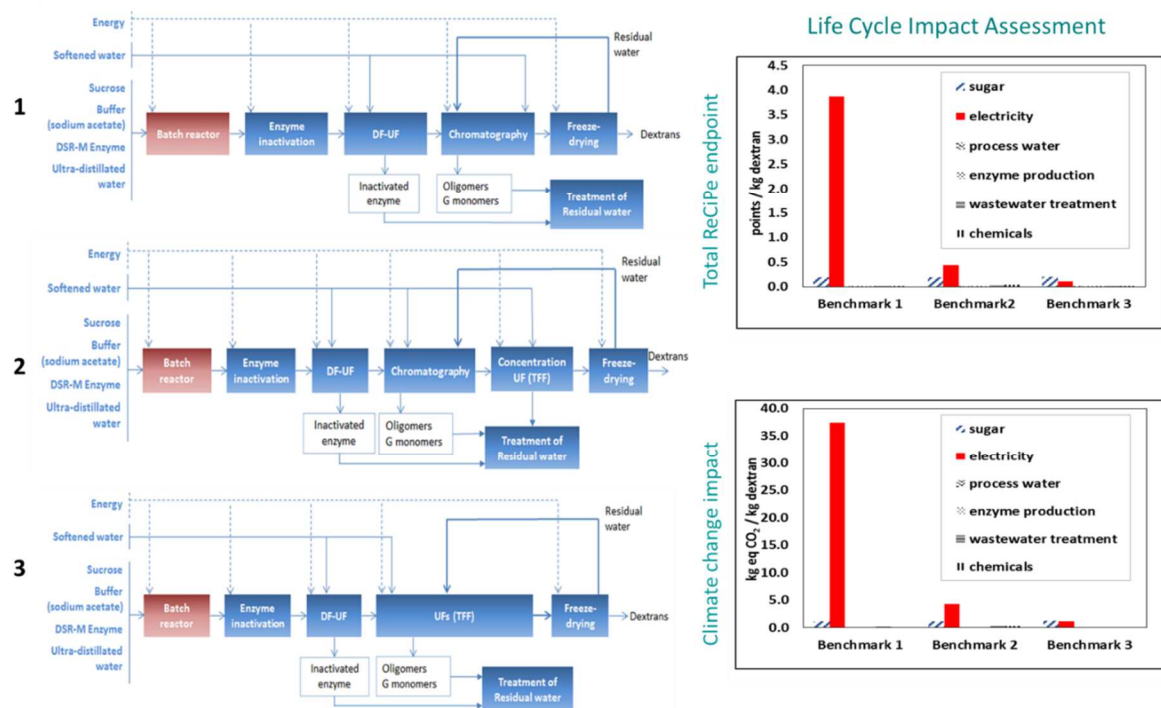 1
Energy
Softened water
Sucrose
Buffer
(sodium acetate)
DSR-M Enzyme
Ultra-distilled
water
Batch reactor
Enzyme
inactivation
DF-UF
Chromatography
Freeze-
drying
Dextrans
Residual
water
Inactivated
enzyme
Oligomers
G monomers
Treatment of
Residual water
2
Energy
Softened water
Sucrose
Buffer
(sodium acetate)
DSR-M Enzyme
Ultra-distilled
water
Batch
reactor
Enzyme
inactivation
DF-UF
Chromatography
Concentration
UF (TFF)
Freeze-
drying
Dextrans
Residual
water
Inactivated
enzyme
Oligomers
G monomers
Treatment of
Residual water
3
Energy
Softened water
Sucrose
Buffer
(sodium acetate)
DSR-M Enzyme
Ultra-distilled
water
Batch
reactor
Enzyme
inactivation
DF-UF
UFs (TFF)
Freeze-
drying
Dextrans
Residual
water
Inactivated
enzyme
Oligomers
G monomers
Treatment of
Residual water
Life Cycle Impact Assessment
Total ReCiPe endpoint
points / kg dextran
4.5
4.0
3.5
3.0
2.5
2.0
1.5
1.0
0.5
0.0
sugar
electricity
process water
enzyme production
wastewater treatment
chemicals
Benchmark 1
Benchmark2
Benchmark 3
Climate change impact
kg eq CO₂ / kg dextran
40.0
35.0
30.0
25.0
20.0
15.0
10.0
5.0
0.0
sugar
electricity
process water
enzyme production
wastewater treatment
chemicals
Benchmark 1
Benchmark 2
Benchmark 3